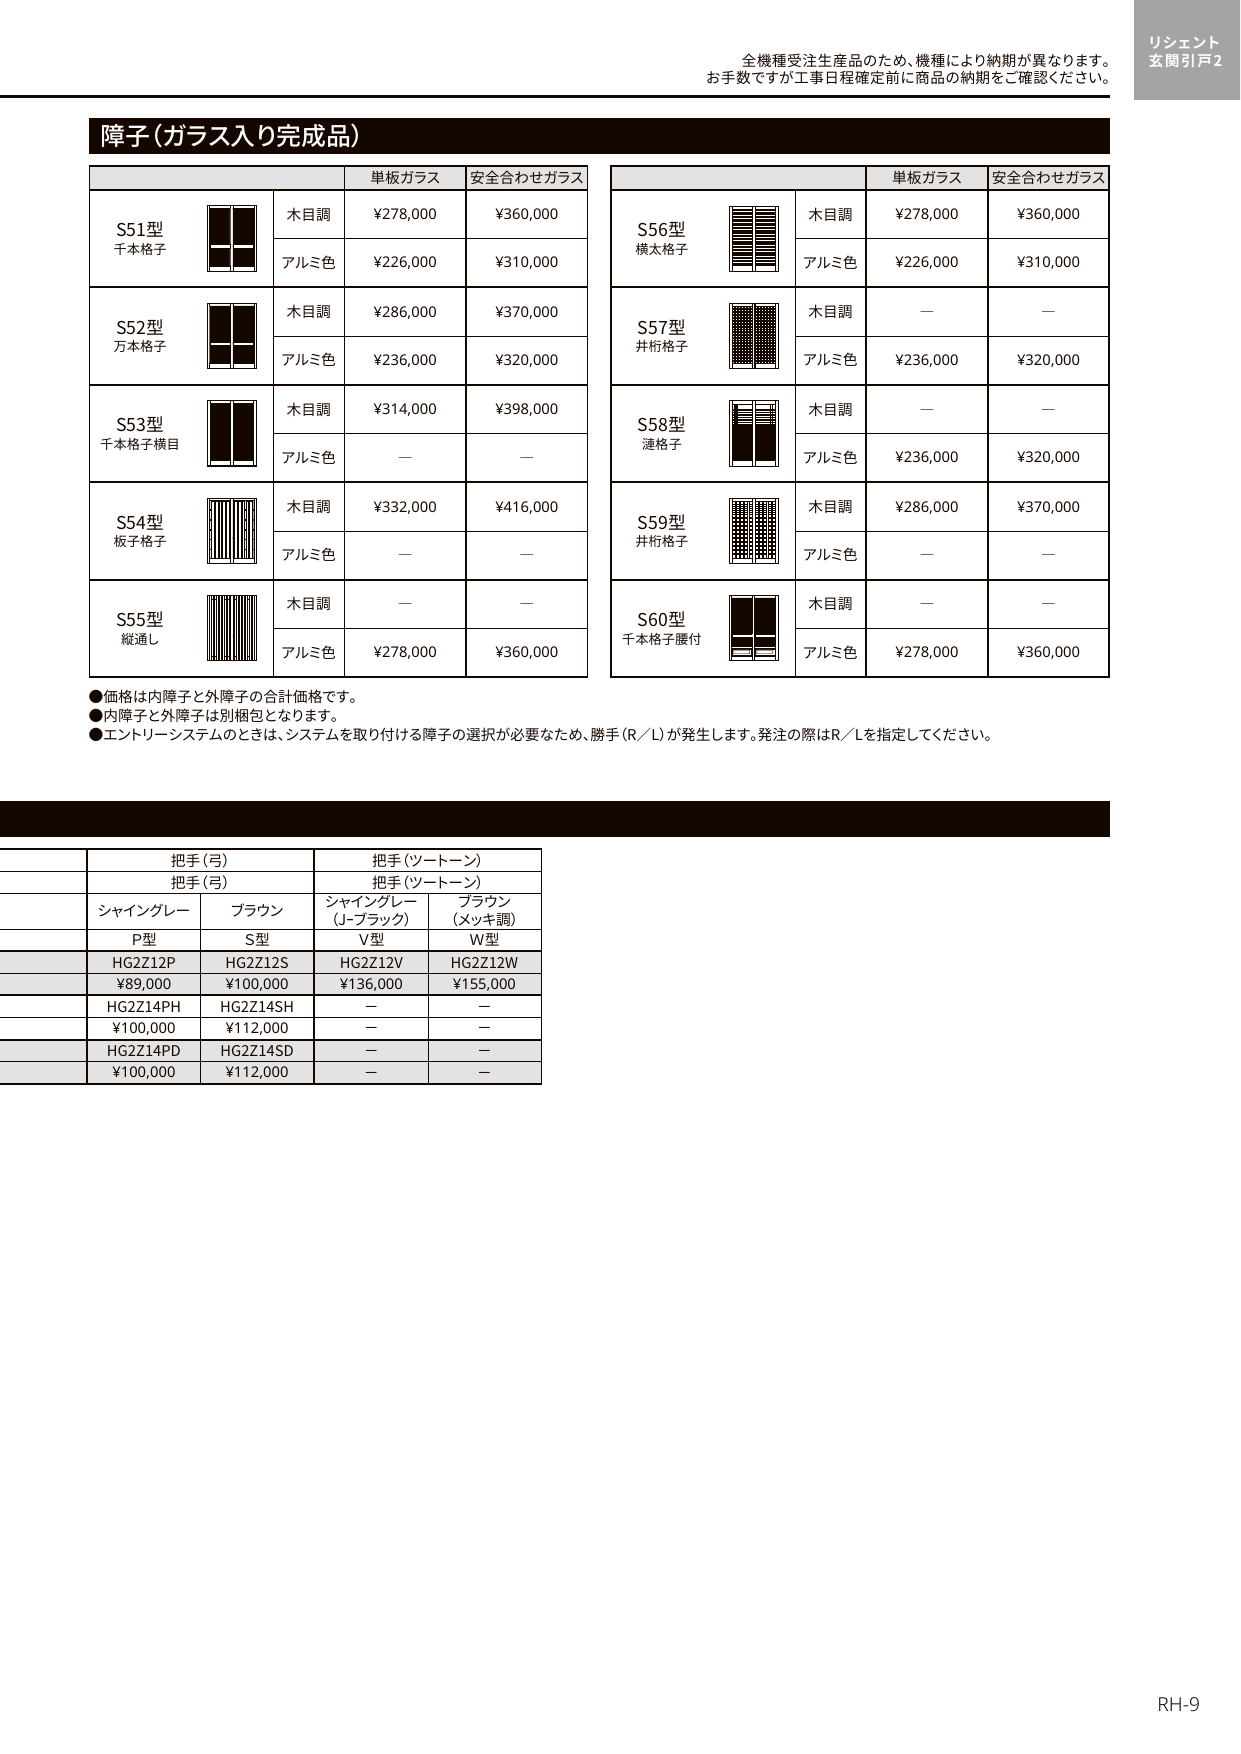 リシェント
玄関引戸2
全機種受注生産品のため、機種により納期が異なります。
お手数ですが工事日程確定前に商品の納期をご確認ください。
障子（ガラス入り完成品）
単板ガラス 安全合わせガラス
S51型 千本格子 木目調 ¥278,000 ¥360,000
アルミ色 ¥226,000 ¥310,000
S52型 万本格子 木目調 ¥286,000 ¥370,000
アルミ色 ¥236,000 ¥320,000
S53型 千本格子横目 木目調 ¥314,000 ¥398,000
アルミ色 — —
S54型 板子格子 木目調 ¥332,000 ¥416,000
アルミ色 — —
S55型 縦通し 木目調 — —
アルミ色 ¥278,000 ¥360,000
単板ガラス 安全合わせガラス
S56型 横太格子 木目調 ¥278,000 ¥360,000
アルミ色 ¥226,000 ¥310,000
S57型 井桁格子 木目調 — —
アルミ色 ¥236,000 ¥320,000
S58型 漣格子 木目調 — —
アルミ色 ¥236,000 ¥320,000
S59型 井桁格子 木目調 ¥286,000 ¥370,000
アルミ色 — —
S60型 千本格子腰付 木目調 — —
アルミ色 ¥278,000 ¥360,000
●価格は内障子と外障子の合計価格です。
●内障子と外障子は別梱包となります。
●エントリーシステムのときは、システムを取り付ける障子の選択が必要なため、勝手（R／L）が発生します。発注の際はR／Lを指定してください。
把手（弓） 把手（ツートーン）
把手（弓） 把手（ツートーン）
シャイングレー ブラウン シャイングレー（J-ブラック） ブラウン（メッキ調）
P型 S型 V型 W型
HG2Z12P HG2Z12S HG2Z12V HG2Z12W
¥89,000 ¥100,000 ¥136,000 ¥155,000
HG2Z14PH HG2Z14SH — —
¥100,000 ¥112,000 — —
HG2Z14PD HG2Z14SD — —
¥100,000 ¥112,000 — —
RH-9